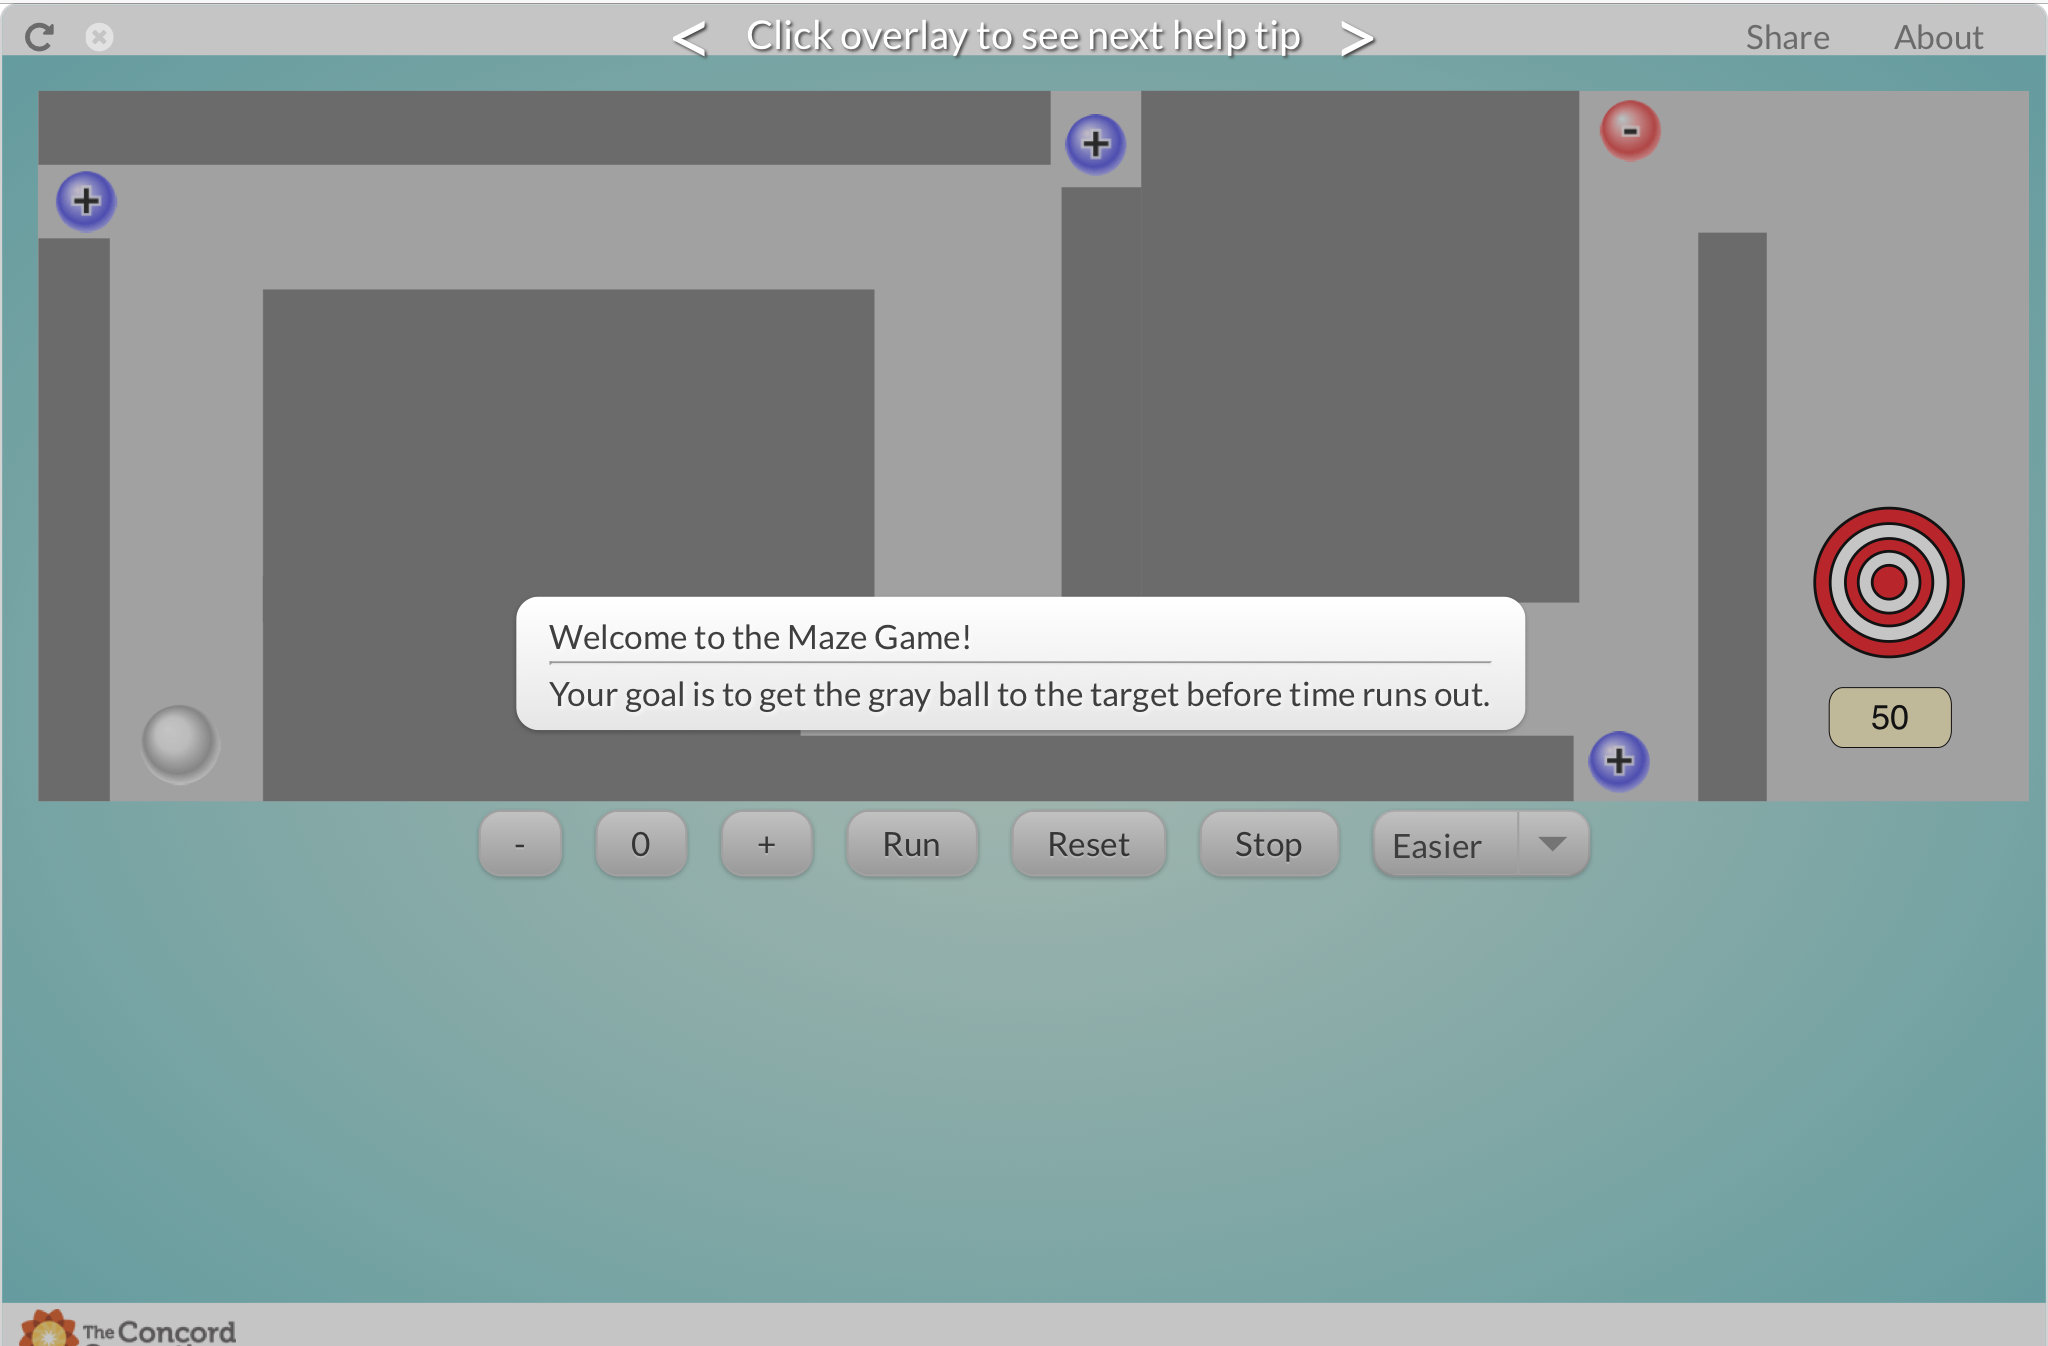 < Click overlay to see next help tip >
Share About
+
+
-
Welcome to the Maze Game!
Your goal is to get the gray ball to the target before time runs out.
50
+
- 0 + Run Reset Stop Easier
The Concord